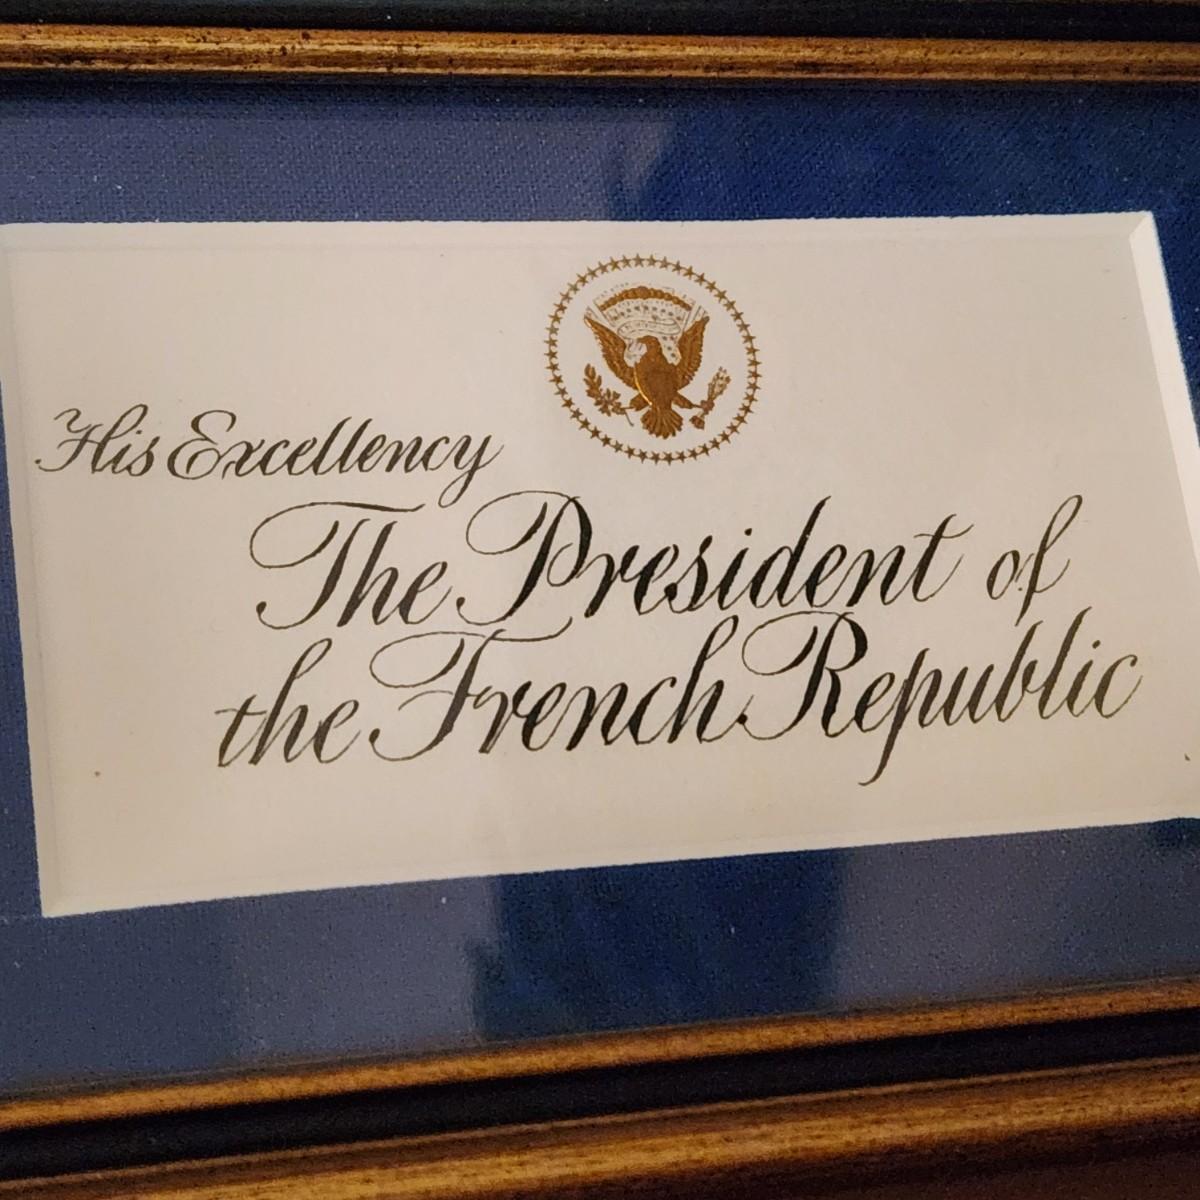 His Excellency
The President of
the French Republic